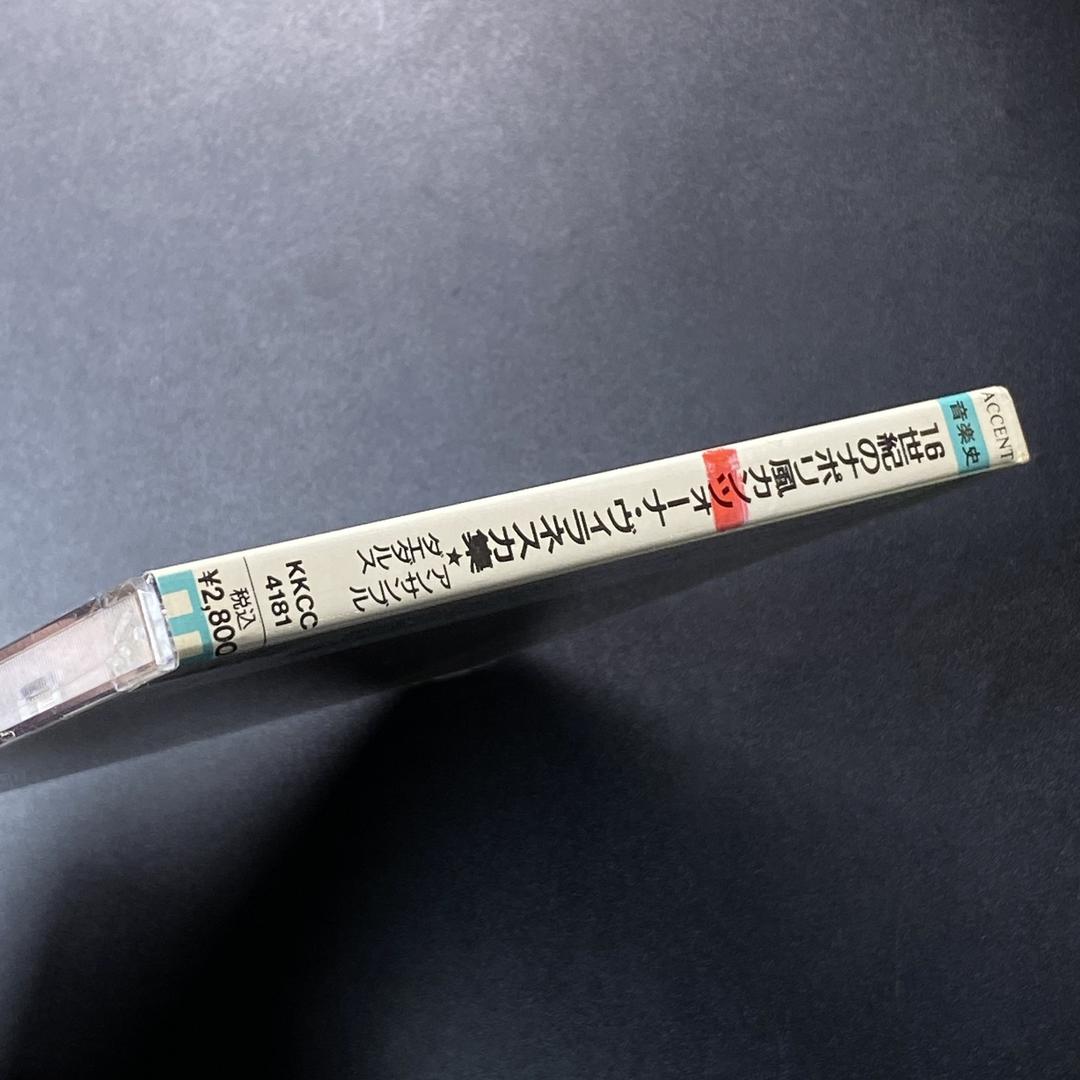 ACCENT
音楽史
16世紀のナポリ風カンツォーナ・ヴィラネスカ集★
アンサンブル
ダエダルス
KKCC
4181
税込
¥2,800